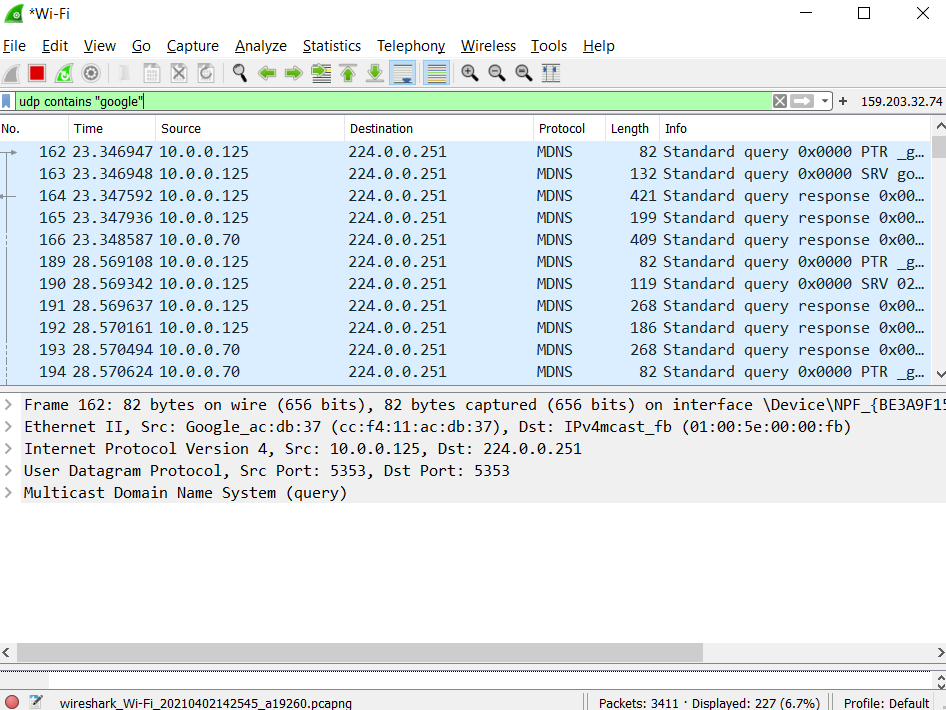 *Wi-Fi
File Edit View Go Capture Analyze Statistics Telephony Wireless Tools Help
udp contains "google" + 159.203.32.74
No. Time Source Destination Protocol Length Info
162 23.346947 10.0.0.125 224.0.0.251 MDNS 82 Standard query 0x0000 PTR _g…
163 23.346948 10.0.0.125 224.0.0.251 MDNS 132 Standard query 0x0000 SRV go…
164 23.347592 10.0.0.125 224.0.0.251 MDNS 421 Standard query response 0x00…
165 23.347936 10.0.0.125 224.0.0.251 MDNS 199 Standard query response 0x00…
166 23.348587 10.0.0.70 224.0.0.251 MDNS 409 Standard query response 0x00…
189 28.569108 10.0.0.125 224.0.0.251 MDNS 82 Standard query 0x0000 PTR _g…
190 28.569342 10.0.0.125 224.0.0.251 MDNS 119 Standard query 0x0000 SRV 02…
191 28.569637 10.0.0.125 224.0.0.251 MDNS 268 Standard query response 0x00…
192 28.570161 10.0.0.125 224.0.0.251 MDNS 186 Standard query response 0x00…
193 28.570494 10.0.0.70 224.0.0.251 MDNS 268 Standard query response 0x00…
194 28.570624 10.0.0.70 224.0.0.251 MDNS 82 Standard query 0x0000 PTR _g…
Frame 162: 82 bytes on wire (656 bits), 82 bytes captured (656 bits) on interface \Device\NPF_{BE3A9F15
Ethernet II, Src: Google_ac:db:37 (cc:f4:11:ac:db:37), Dst: IPv4mcast_fb (01:00:5e:00:00:fb)
Internet Protocol Version 4, Src: 10.0.0.125, Dst: 224.0.0.251
User Datagram Protocol, Src Port: 5353, Dst Port: 5353
Multicast Domain Name System (query)
wireshark_Wi-Fi_20210402142545_a19260.pcapng Packets: 3411 · Displayed: 227 (6.7%) Profile: Default